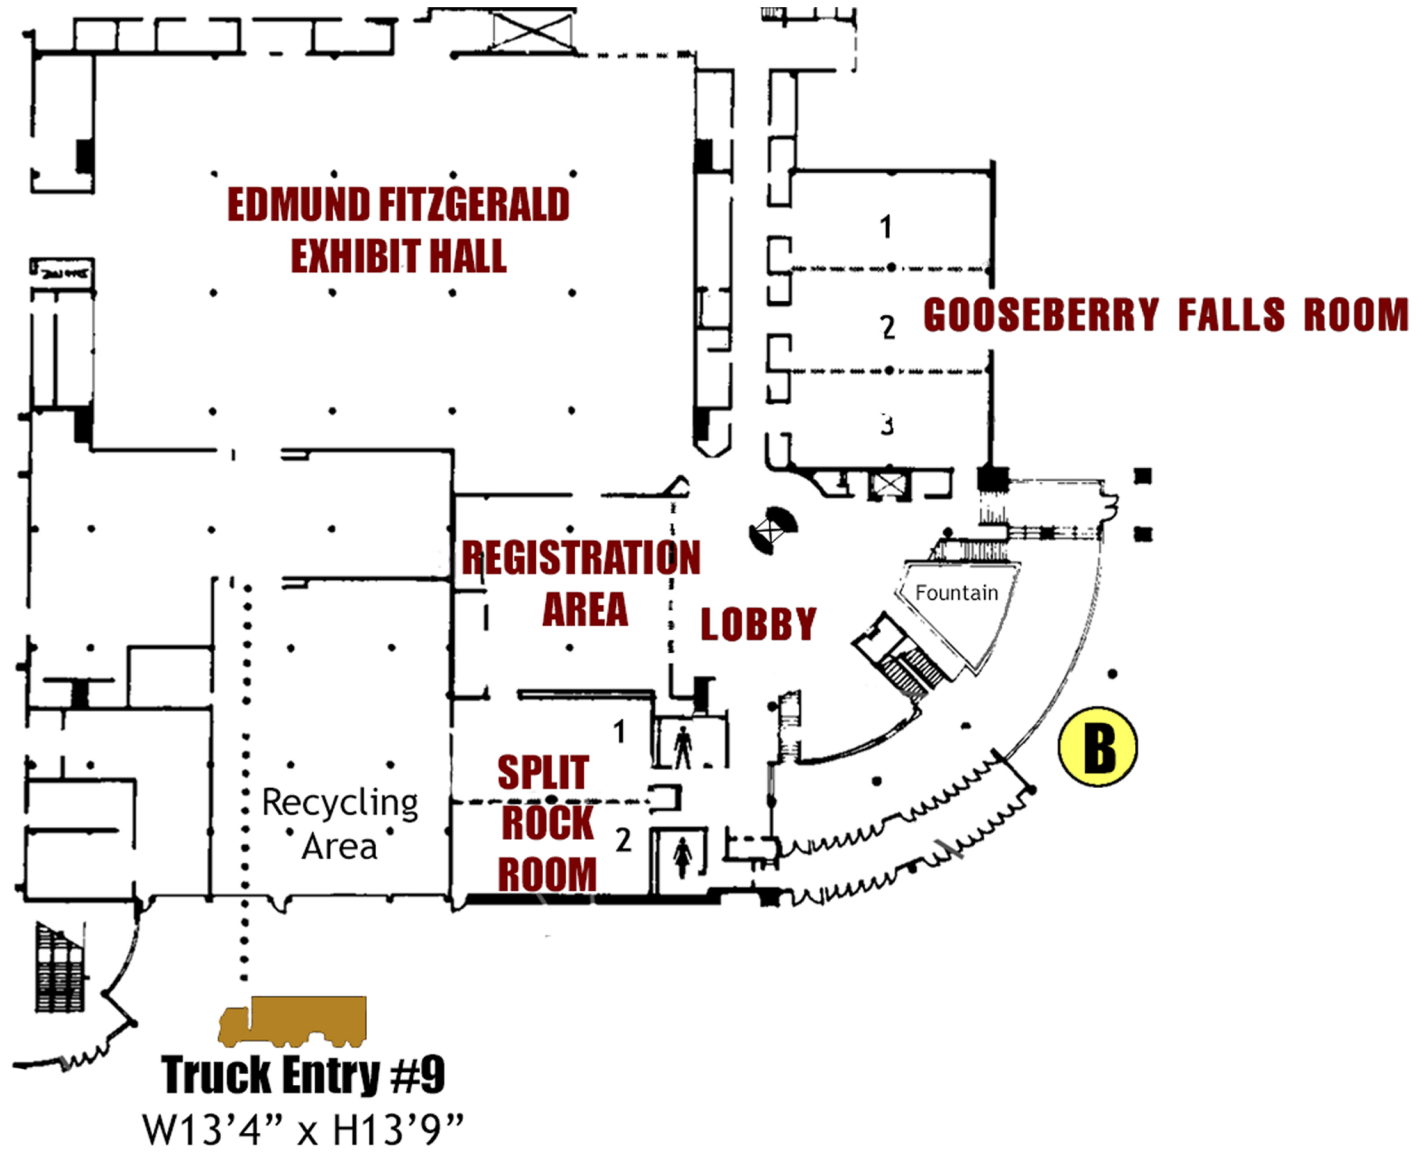 EDMUND FITZGERALD
EXHIBIT HALL
1
2
GOOSEBERRY FALLS ROOM
3
REGISTRATION
AREA
LOBBY
Fountain
1
SPLIT
ROCK
ROOM
2
Recycling
Area
B
Truck Entry #9
W13’4” x H13’9”